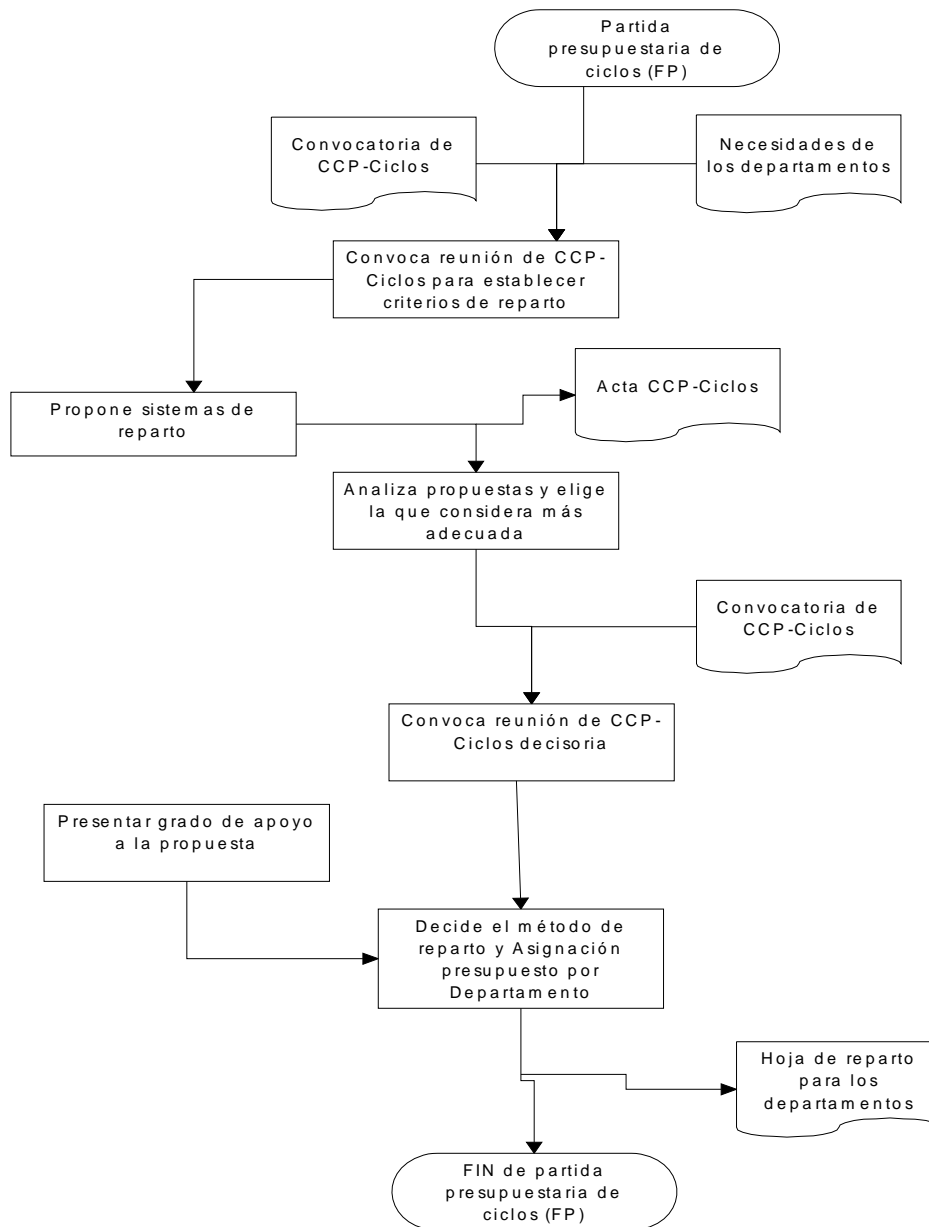 Partida
presupuestaria de
ciclos (FP)
Convocatoria de
CCP-Ciclos
Necesidades de
los departamentos
Convoca reunión de CCP-
Ciclos para establecer
criterios de reparto
Acta CCP-Ciclos
Propone sistemas de
reparto
Analiza propuestas y elige
la que considera más
adecuada
Convocatoria de
CCP-Ciclos
Convoca reunión de CCP-
Ciclos decisoria
Presentar grado de apoyo
a la propuesta
Decide el método de
reparto y Asignación
presupuesto por
Departamento
Hoja de reparto
para los
departamentos
FIN de partida
presupuestaria de
ciclos (FP)